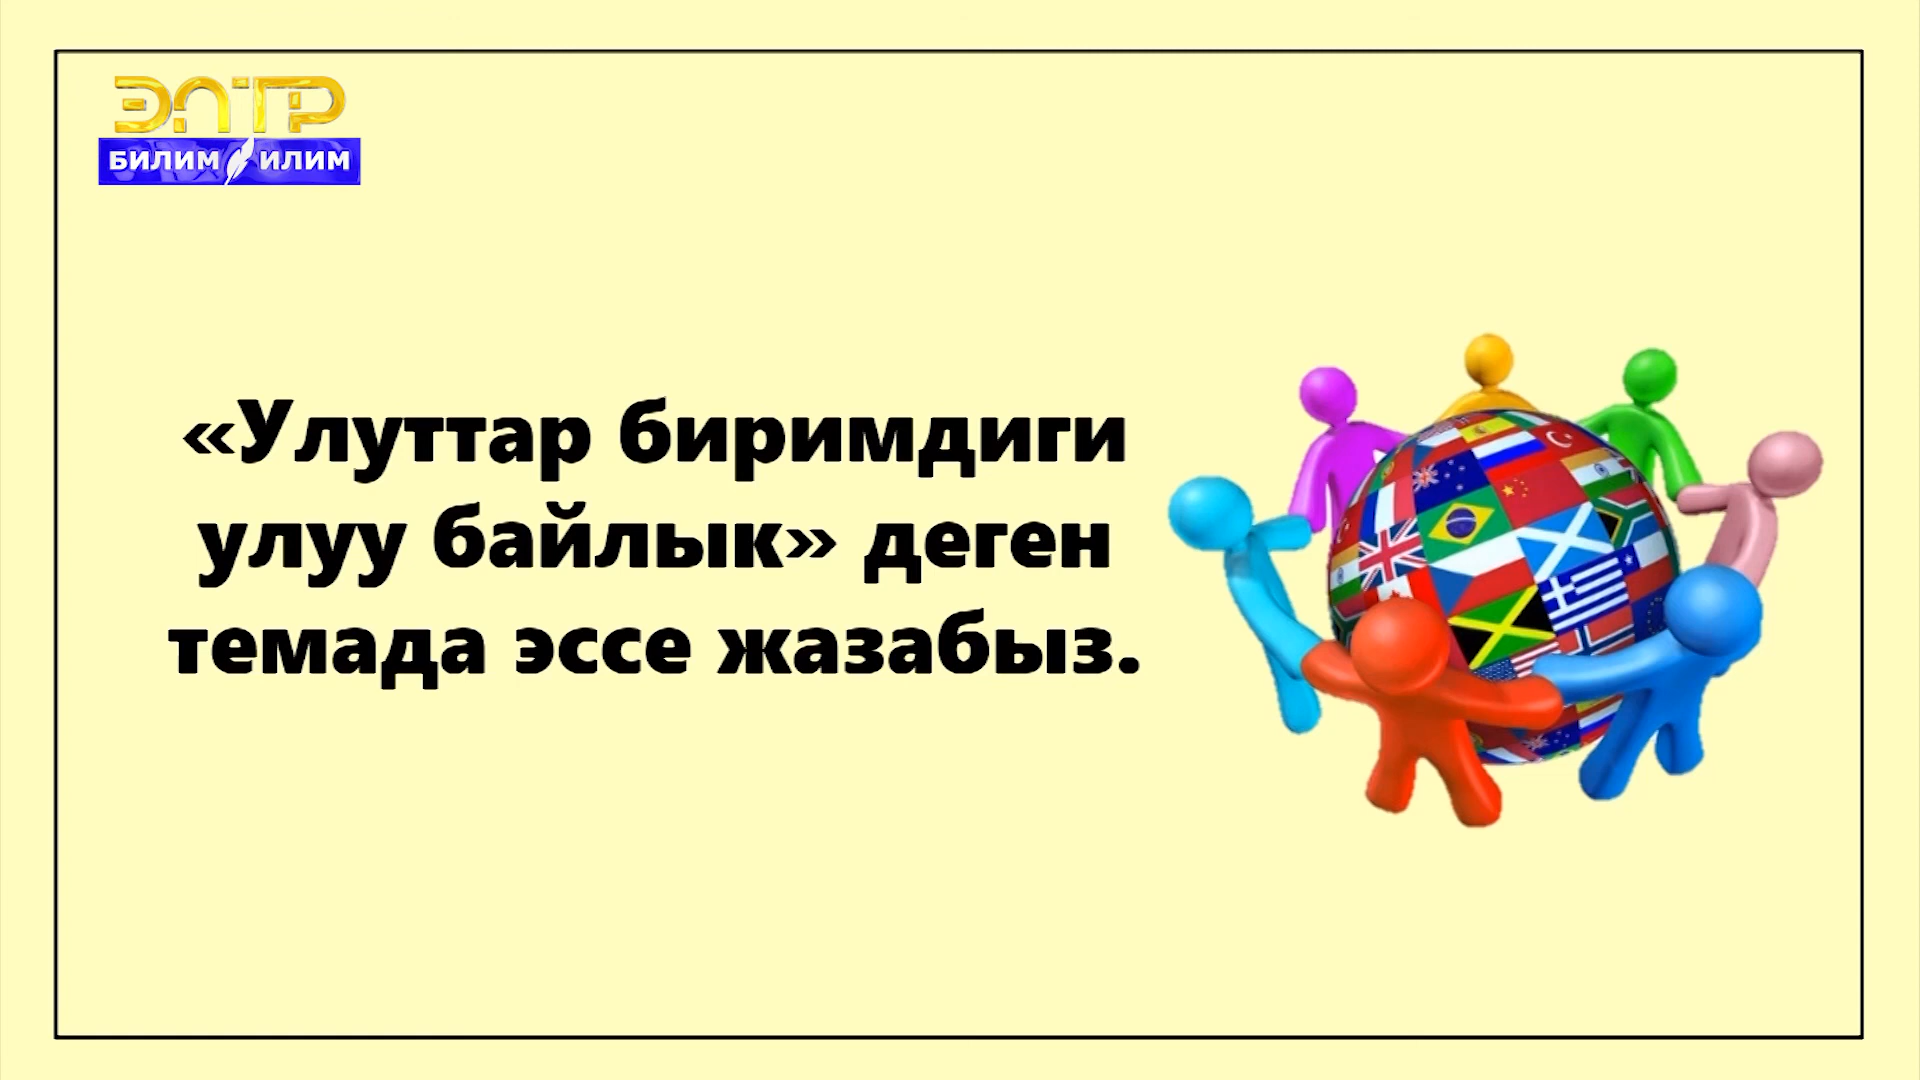 ЭЛТР
БИЛИМ ИЛИМ
«Улуттар биримдиги
улуу байлык» деген
темада эссе жазабыз.